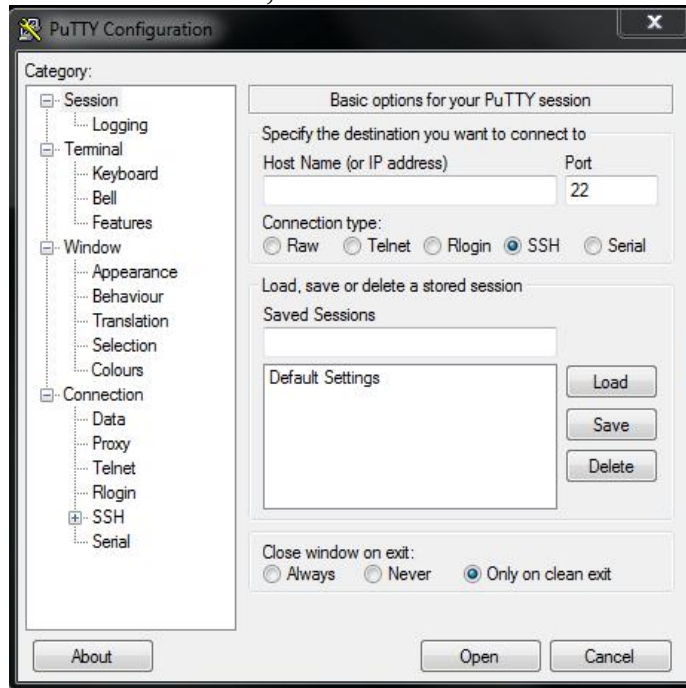 PuTTY Configuration
Category:
Session
Logging
Terminal
Keyboard
Bell
Features
Window
Appearance
Behaviour
Translation
Selection
Colours
Connection
Data
Proxy
Telnet
Rlogin
SSH
Serial
Basic options for your PuTTY session
Specify the destination you want to connect to
Host Name (or IP address) Port
22
Connection type:
Raw Telnet Rlogin SSH Serial
Load, save or delete a stored session
Saved Sessions
Default Settings
Load
Save
Delete
Close window on exit:
Always Never Only on clean exit
About Open Cancel